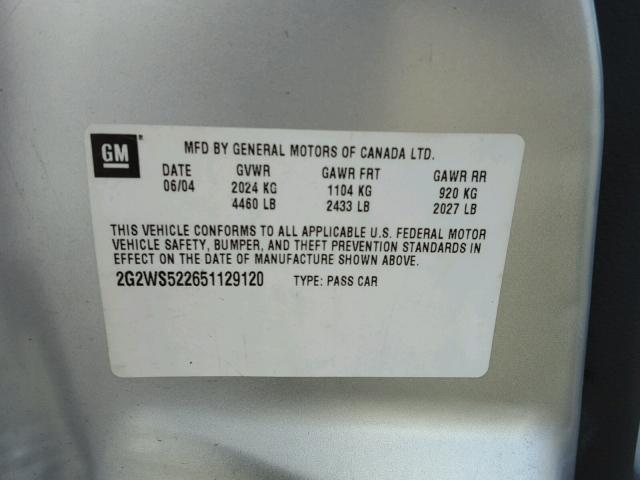 GM ®
MFD BY GENERAL MOTORS OF CANADA LTD.
DATE GVWR GAWR FRT GAWR RR
06/04 2024 KG 1104 KG 920 KG
4460 LB 2433 LB 2027 LB
THIS VEHICLE CONFORMS TO ALL APPLICABLE U.S. FEDERAL MOTOR
VEHICLE SAFETY, BUMPER, AND THEFT PREVENTION STANDARDS IN
EFFECT ON THE DATE OF MANUFACTURE SHOWN ABOVE.
2G2WS522651129120 TYPE: PASS CAR